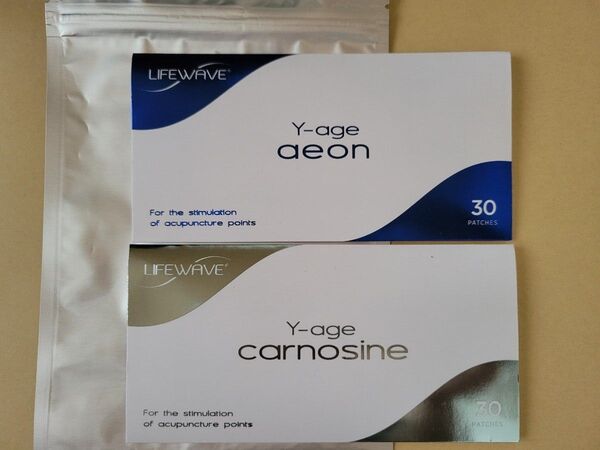 LIFEWAVE®
Y-age
aeon
For the stimulation
of acupuncture points
30
PATCHES
LIFEWAVE®
Y-age
carnosine
For the stimulation
of acupuncture points
30
PATCHES